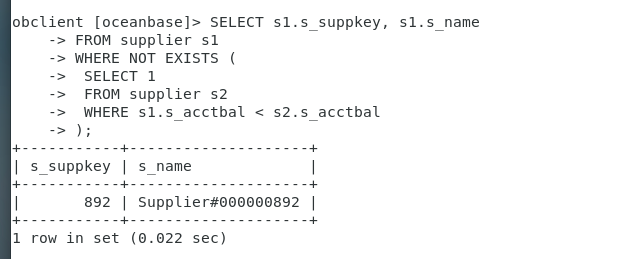 obclient [oceanbase]> SELECT s1.s_suppkey, s1.s_name
    -> FROM supplier s1
    -> WHERE NOT EXISTS (
    ->  SELECT 1
    ->  FROM supplier s2
    ->  WHERE s1.s_acctbal < s2.s_acctbal
    -> );
+-----------+--------------------+
| s_suppkey | s_name             |
+-----------+--------------------+
|       892 | Supplier#000000892 |
+-----------+--------------------+
1 row in set (0.022 sec)